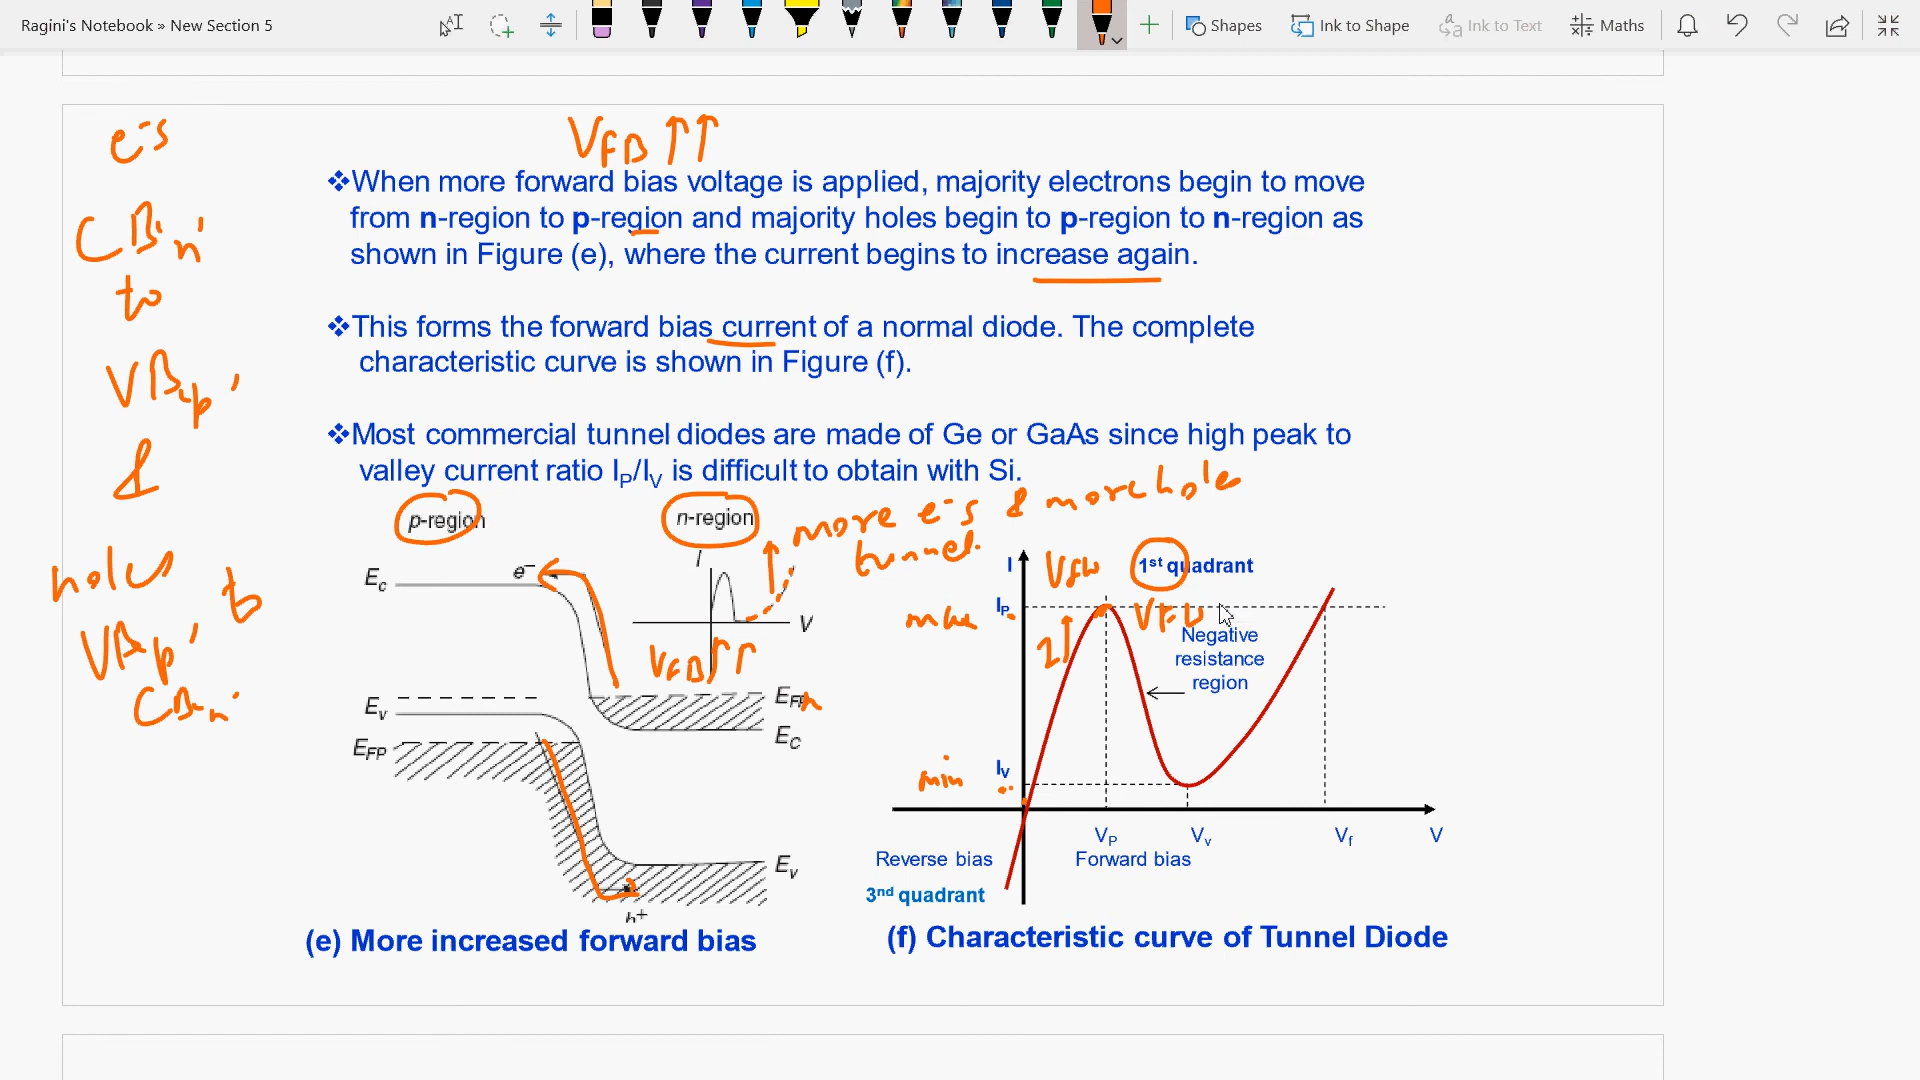 Ragini's Notebook » New Section 5
Shapes
Ink to Shape
Ink to Text
Maths
e-s
CB 'n'
to
VB 'p'
&
holes
VB 'p' to
CB 'n'
VFB ↑↑
❖When more forward bias voltage is applied, majority electrons begin to move
from n-region to p-region and majority holes begin to p-region to n-region as
shown in Figure (e), where the current begins to increase again.
❖This forms the forward bias current of a normal diode. The complete
characteristic curve is shown in Figure (f).
❖Most commercial tunnel diodes are made of Ge or GaAs since high peak to
valley current ratio IP/IV is difficult to obtain with Si.
p-region
n-region
more e-s & more hole
tunnel.
Ec
e-
I
V
VFB ↑↑
Ev
EFP
EFn
EC
Ev
h+
(e) More increased forward bias
I
1st quadrant
IP
max
I↑
Negative
resistance
region
min
IV
VP
Vv
Vf
V
Reverse bias
Forward bias
3nd quadrant
(f) Characteristic curve of Tunnel Diode